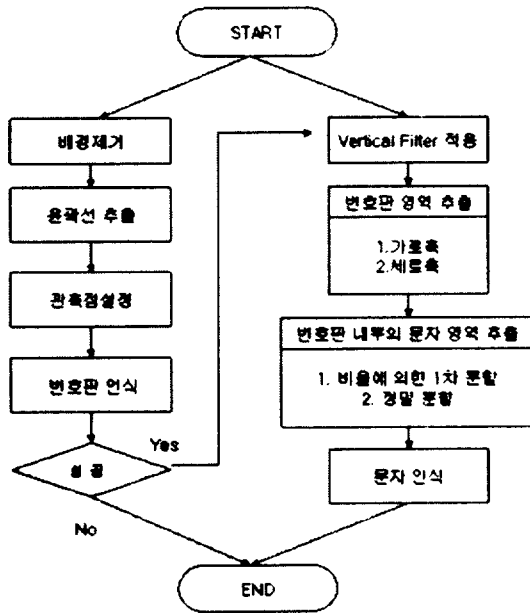 START
배경제거
윤곽선 추출
관측점설정
번호판 인식
성 공
Yes
No
Vertical Filter 적용
번호판 영역 추출
1.가로축
2.세로축
번호판 내부의 문자 영역 추출
1. 비율에 의한 1차 분할
2. 정밀 분할
문자 인식
END